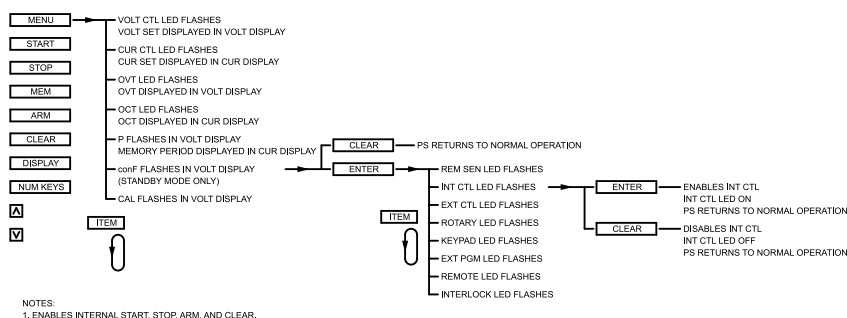 MENU
START
STOP
MEM
ARM
CLEAR
DISPLAY
NUM KEYS
VOLT CTL LED FLASHES
VOLT SET DISPLAYED IN VOLT DISPLAY
CUR CTL LED FLASHES
CUR SET DISPLAYED IN CUR DISPLAY
OVT LED FLASHES
OVT DISPLAYED IN VOLT DISPLAY
OCT LED FLASHES
OCT DISPLAYED IN CUR DISPLAY
P FLASHES IN VOLT DISPLAY
MEMORY PERIOD DISPLAYED IN CUR DISPLAY
conF FLASHES IN VOLT DISPLAY
(STANDBY MODE ONLY)
CAL FLASHES IN VOLT DISPLAY
ITEM
CLEAR
PS RETURNS TO NORMAL OPERATION
ENTER
REM SEN LED FLASHES
INT CTL LED FLASHES
EXT CTL LED FLASHES
ROTARY LED FLASHES
KEYPAD LED FLASHES
EXT PGM LED FLASHES
REMOTE LED FLASHES
INTERLOCK LED FLASHES
ITEM
ENTER
ENABLES INT CTL
INT CTL LED ON
PS RETURNS TO NORMAL OPERATION
CLEAR
DISABLES INT CTL
INT CTL LED OFF
PS RETURNS TO NORMAL OPERATION
NOTES:
1. ENABLES INTERNAL START, STOP, ARM, AND CLEAR.